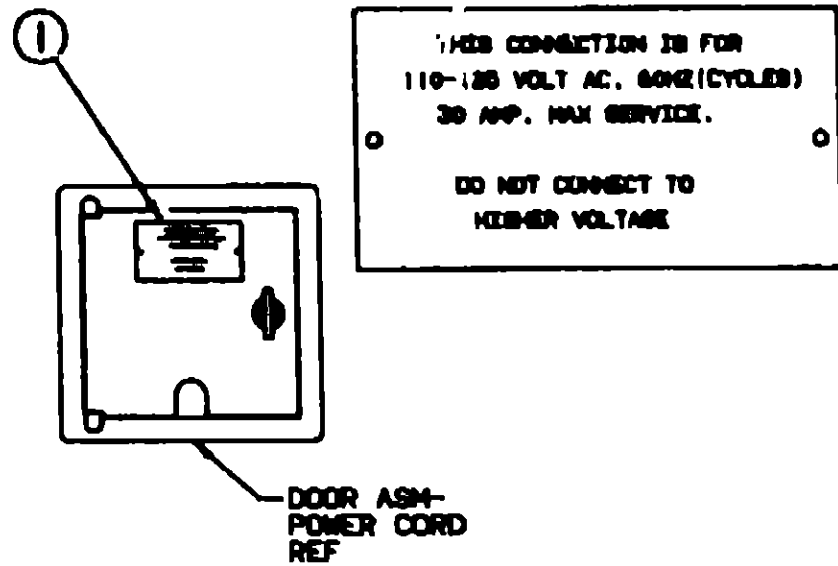 1
THIS CONNECTION IS FOR
110-125 VOLT AC, 60HZ(CYCLES)
30 AMP. MAX SERVICE.
DO NOT CONNECT TO
HIGHER VOLTAGE
DOOR ASM-
POWER CORD
REF